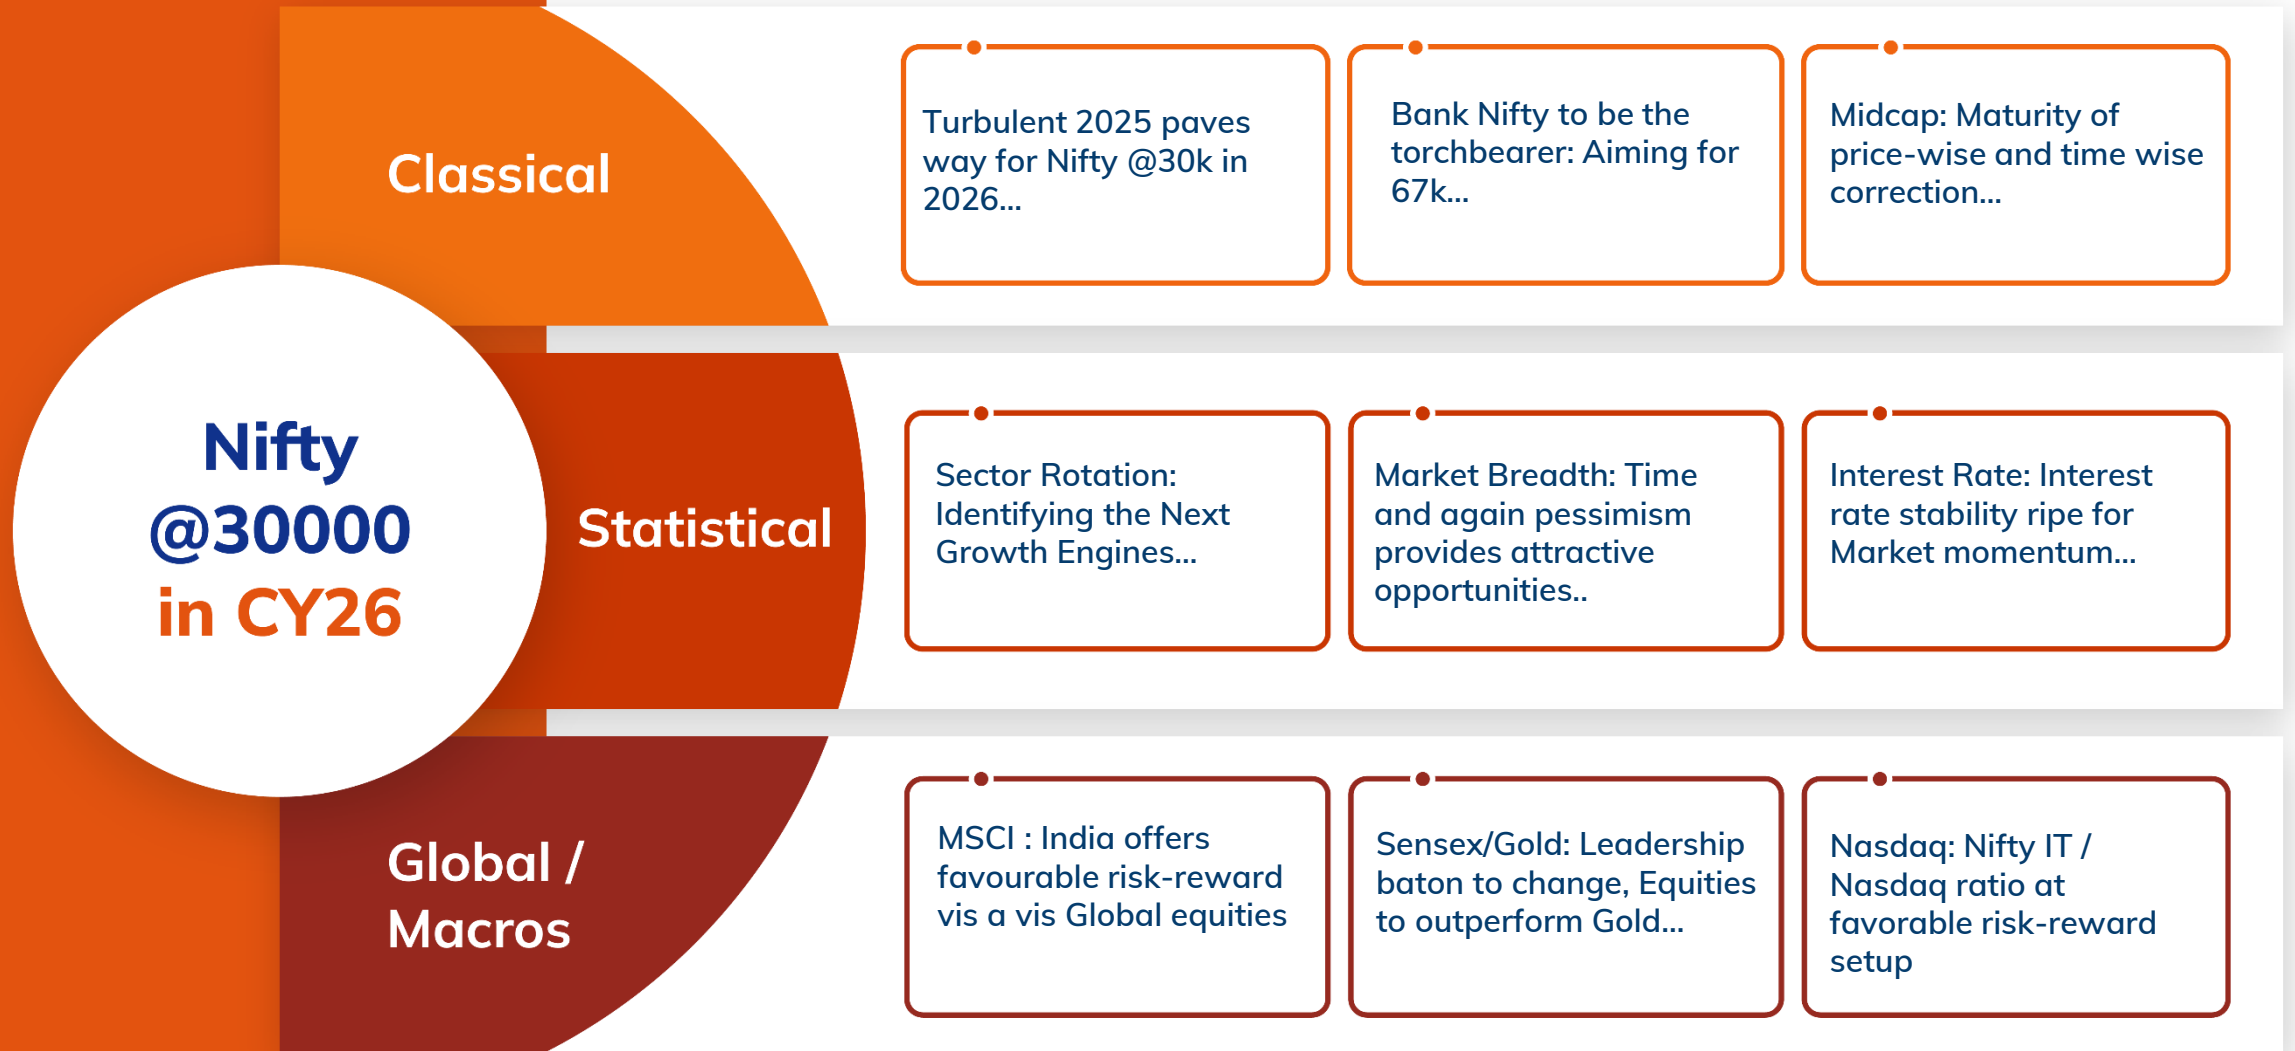 Nifty
@30000
in CY26
Classical
Turbulent 2025 paves
way for Nifty @30k in
2026...
Bank Nifty to be the
torchbearer: Aiming for
67k...
Midcap: Maturity of
price-wise and time wise
correction...
Statistical
Sector Rotation:
Identifying the Next
Growth Engines...
Market Breadth: Time
and again pessimism
provides attractive
opportunities..
Interest Rate: Interest
rate stability ripe for
Market momentum...
Global /
Macros
MSCI : India offers
favourable risk-reward
vis a vis Global equities
Sensex/Gold: Leadership
baton to change, Equities
to outperform Gold...
Nasdaq: Nifty IT /
Nasdaq ratio at
favorable risk-reward
setup